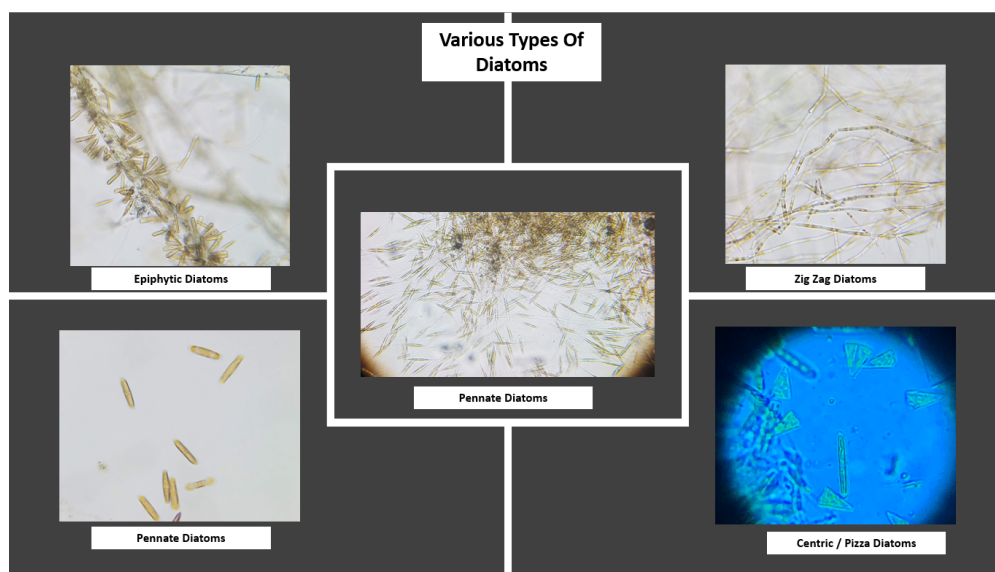 Various Types Of
Diatoms
Epiphytic Diatoms
Zig Zag Diatoms
Pennate Diatoms
Pennate Diatoms
Centric / Pizza Diatoms